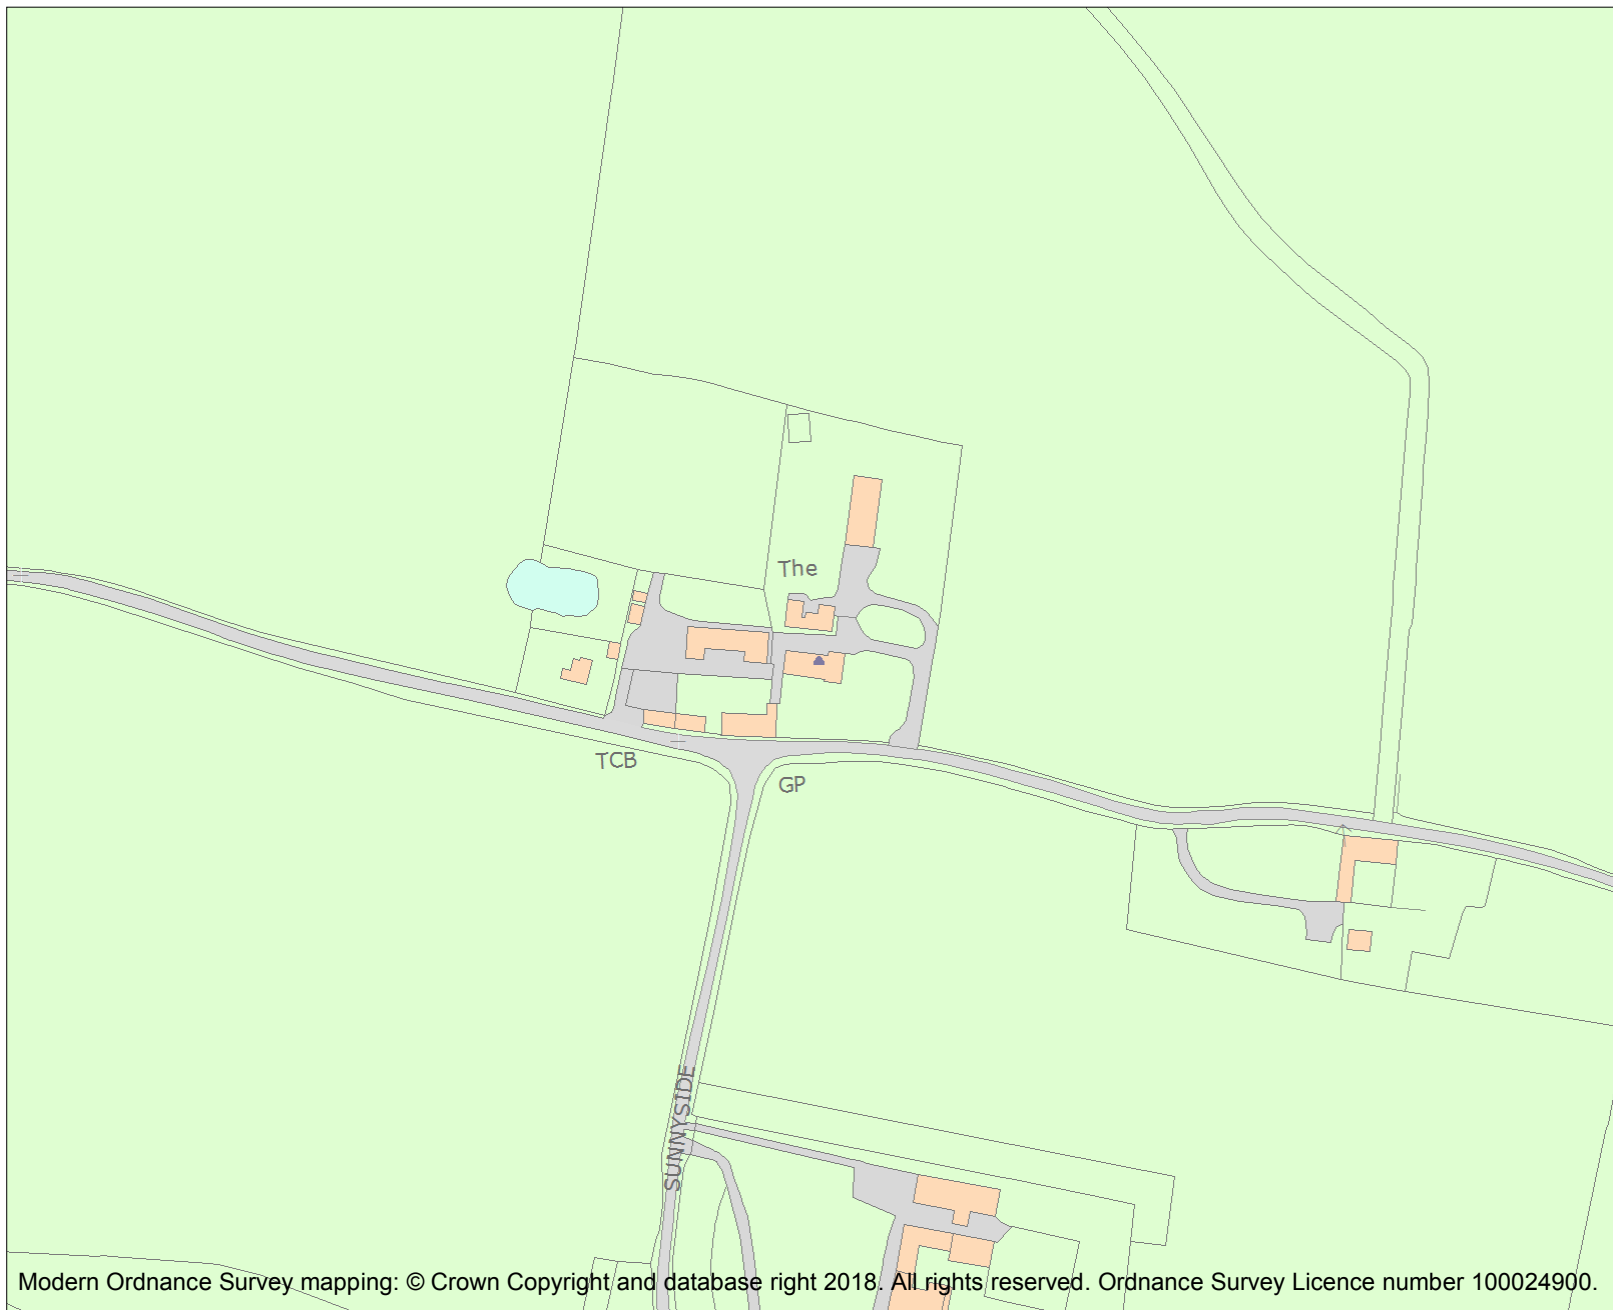 The
TCB
GP
SUNNYSIDE
Modern Ordnance Survey mapping: © Crown Copyright and database right 2018. All rights reserved. Ordnance Survey Licence number 100024900.